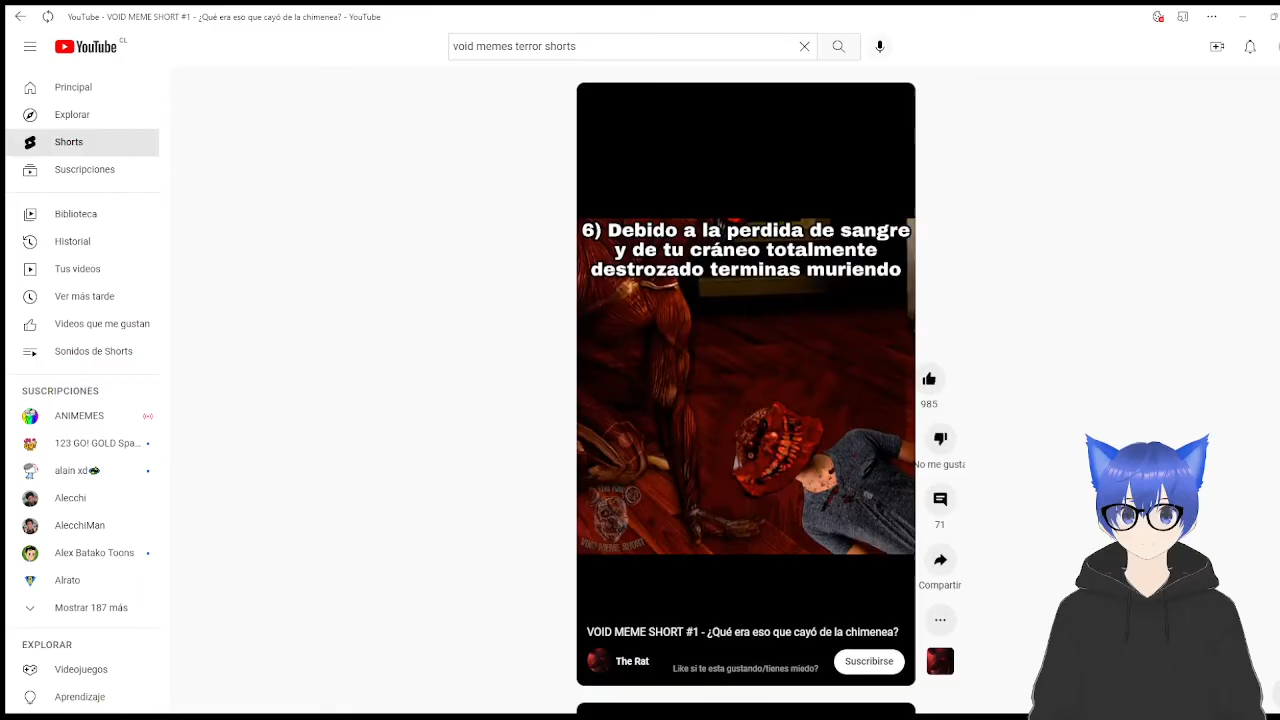 YouTube - VOID MEME SHORT #1 - ¿Qué era eso que cayó de la chimenea? - YouTube
YouTube CL
void memes terror shorts
Principal
Explorar
Shorts
Suscripciones
Biblioteca
Historial
Tus videos
Ver más tarde
Videos que me gustan
Sonidos de Shorts
SUSCRIPCIONES
ANIMEMES
123 GO! GOLD Spa...
alain xd
Alecchi
AlecchiMan
Alex Batako Toons
Alrato
Mostrar 187 más
EXPLORAR
Videojuegos
Aprendizaje
6) Debido a la perdida de sangre
y de tu cráneo totalmente
destrozado terminas muriendo
VOID MEME SHORT
985
No me gusta
71
Compartir
VOID MEME SHORT #1 - ¿Qué era eso que cayó de la chimenea?
The Rat
Like si te esta gustando/tienes miedo?
Suscribirse